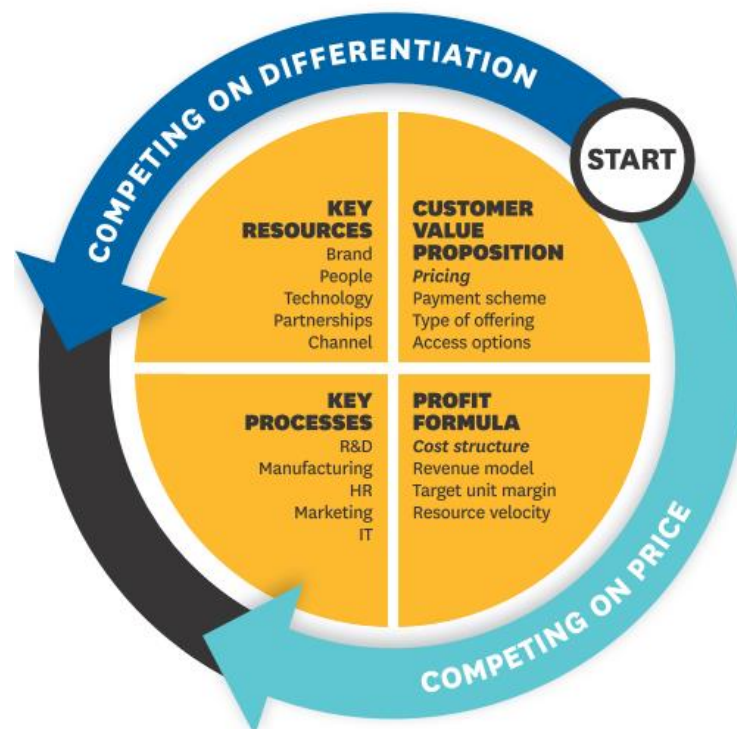 COMPETING ON DIFFERENTIATION
START
KEY
RESOURCES
Brand
People
Technology
Partnerships
Channel
CUSTOMER
VALUE
PROPOSITION
Pricing
Payment scheme
Type of offering
Access options
KEY
PROCESSES
R&D
Manufacturing
HR
Marketing
IT
PROFIT
FORMULA
Cost structure
Revenue model
Target unit margin
Resource velocity
COMPETING ON PRICE